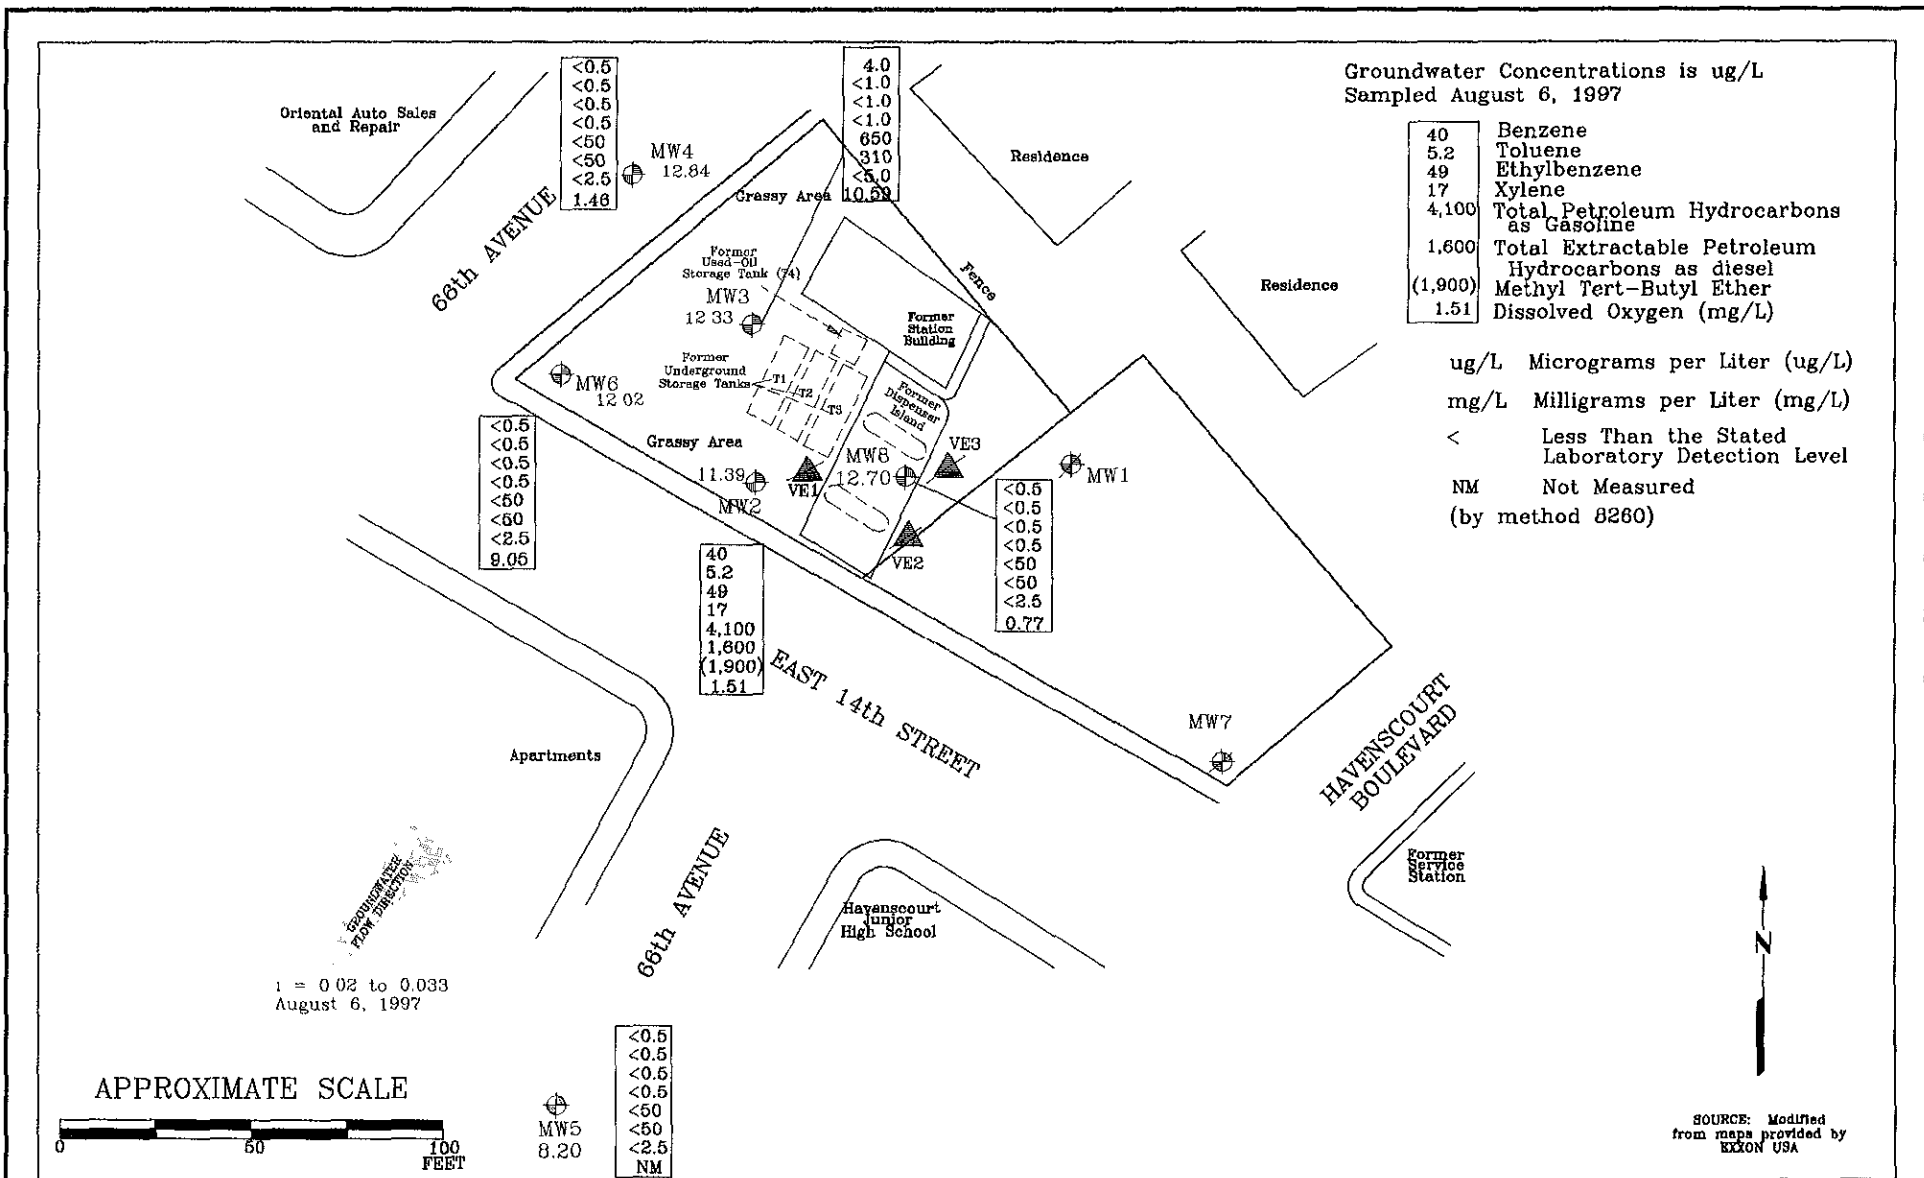 Groundwater Concentrations is ug/L
Sampled August 6, 1997
40 Benzene
5.2 Toluene
49 Ethylbenzene
17 Xylene
4,100 Total Petroleum Hydrocarbons
as Gasoline
1,600 Total Extractable Petroleum
Hydrocarbons as diesel
(1,900) Methyl Tert-Butyl Ether
1.51 Dissolved Oxygen (mg/L)
ug/L Micrograms per Liter (ug/L)
mg/L Milligrams per Liter (mg/L)
< Less Than the Stated
Laboratory Detection Level
NM Not Measured
(by method 8260)
Oriental Auto Sales
and Repair
<0.5
<0.5
<0.5
<0.5
<50
<50
<2.5
1.46
MW4
12.84
4.0
<1.0
<1.0
<1.0
650
310
<5.0
10.59
Grassy Area
Residence
Residence
66th AVENUE
Former
Used-Oil
Storage Tank (T4)
MW3
12 33
Fence
Former
Station
Building
Former
Underground
Storage Tanks
T1
T2
T3
MW6
12 02
Former
Dispenser
Island
Grassy Area
11.39
MW2
VE1
MW8
12.70
VE3
VE2
MW1
<0.5
<0.5
<0.5
<0.5
<50
<50
<2.5
9.05
<0.5
<0.5
<0.5
<0.5
<50
<50
<2.5
0.77
40
5.2
49
17
4,100
1,600
(1,900)
1.51
EAST 14th STREET
MW7
HAVENSCOURT
BOULEVARD
Apartments
66th AVENUE
Havenscourt
Junior
High School
Former
Service
Station
GROUNDWATER
FLOW DIRECTION
i = 0 02 to 0.033
August 6, 1997
APPROXIMATE SCALE
0 50 100
FEET
MW5
8.20
<0.5
<0.5
<0.5
<0.5
<50
<50
<2.5
NM
N
SOURCE: Modified
from maps provided by
EXXON USA